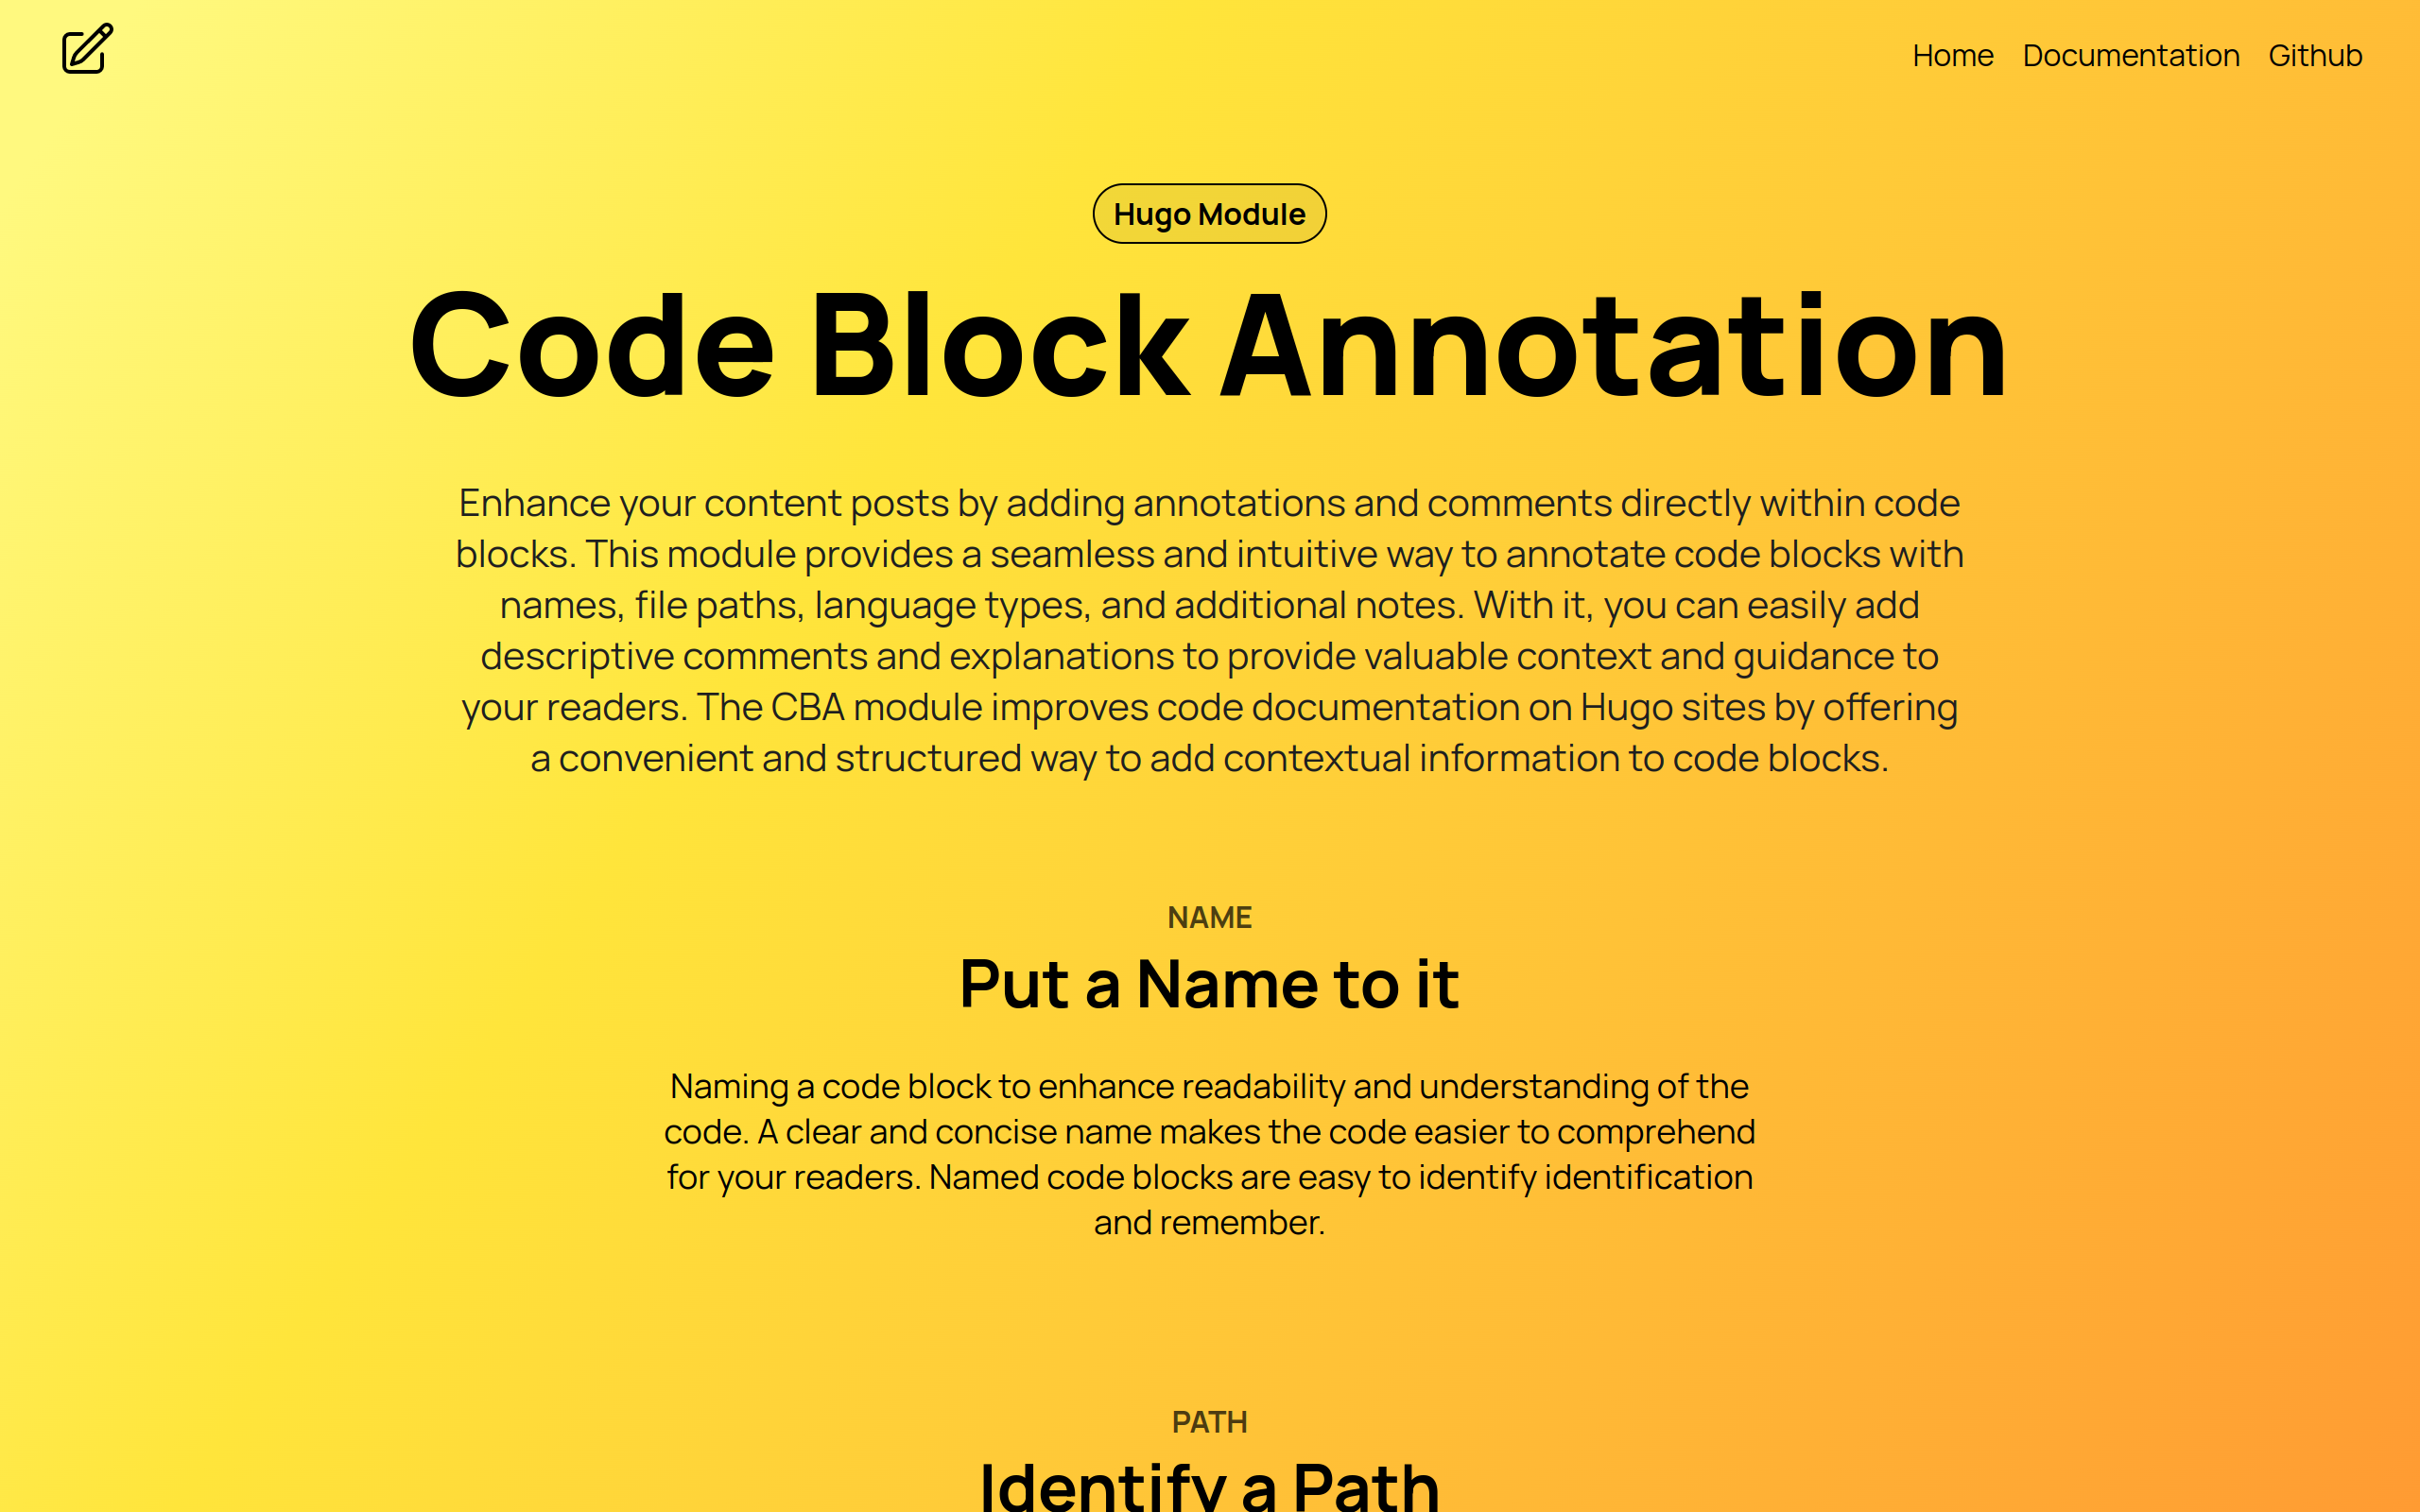 Home Documentation Github
Hugo Module
Code Block Annotation
Enhance your content posts by adding annotations and comments directly within code
blocks. This module provides a seamless and intuitive way to annotate code blocks with
names, file paths, language types, and additional notes. With it, you can easily add
descriptive comments and explanations to provide valuable context and guidance to
your readers. The CBA module improves code documentation on Hugo sites by offering
a convenient and structured way to add contextual information to code blocks.
NAME
Put a Name to it
Naming a code block to enhance readability and understanding of the
code. A clear and concise name makes the code easier to comprehend
for your readers. Named code blocks are easy to identify identification
and remember.
PATH
Identify a Path